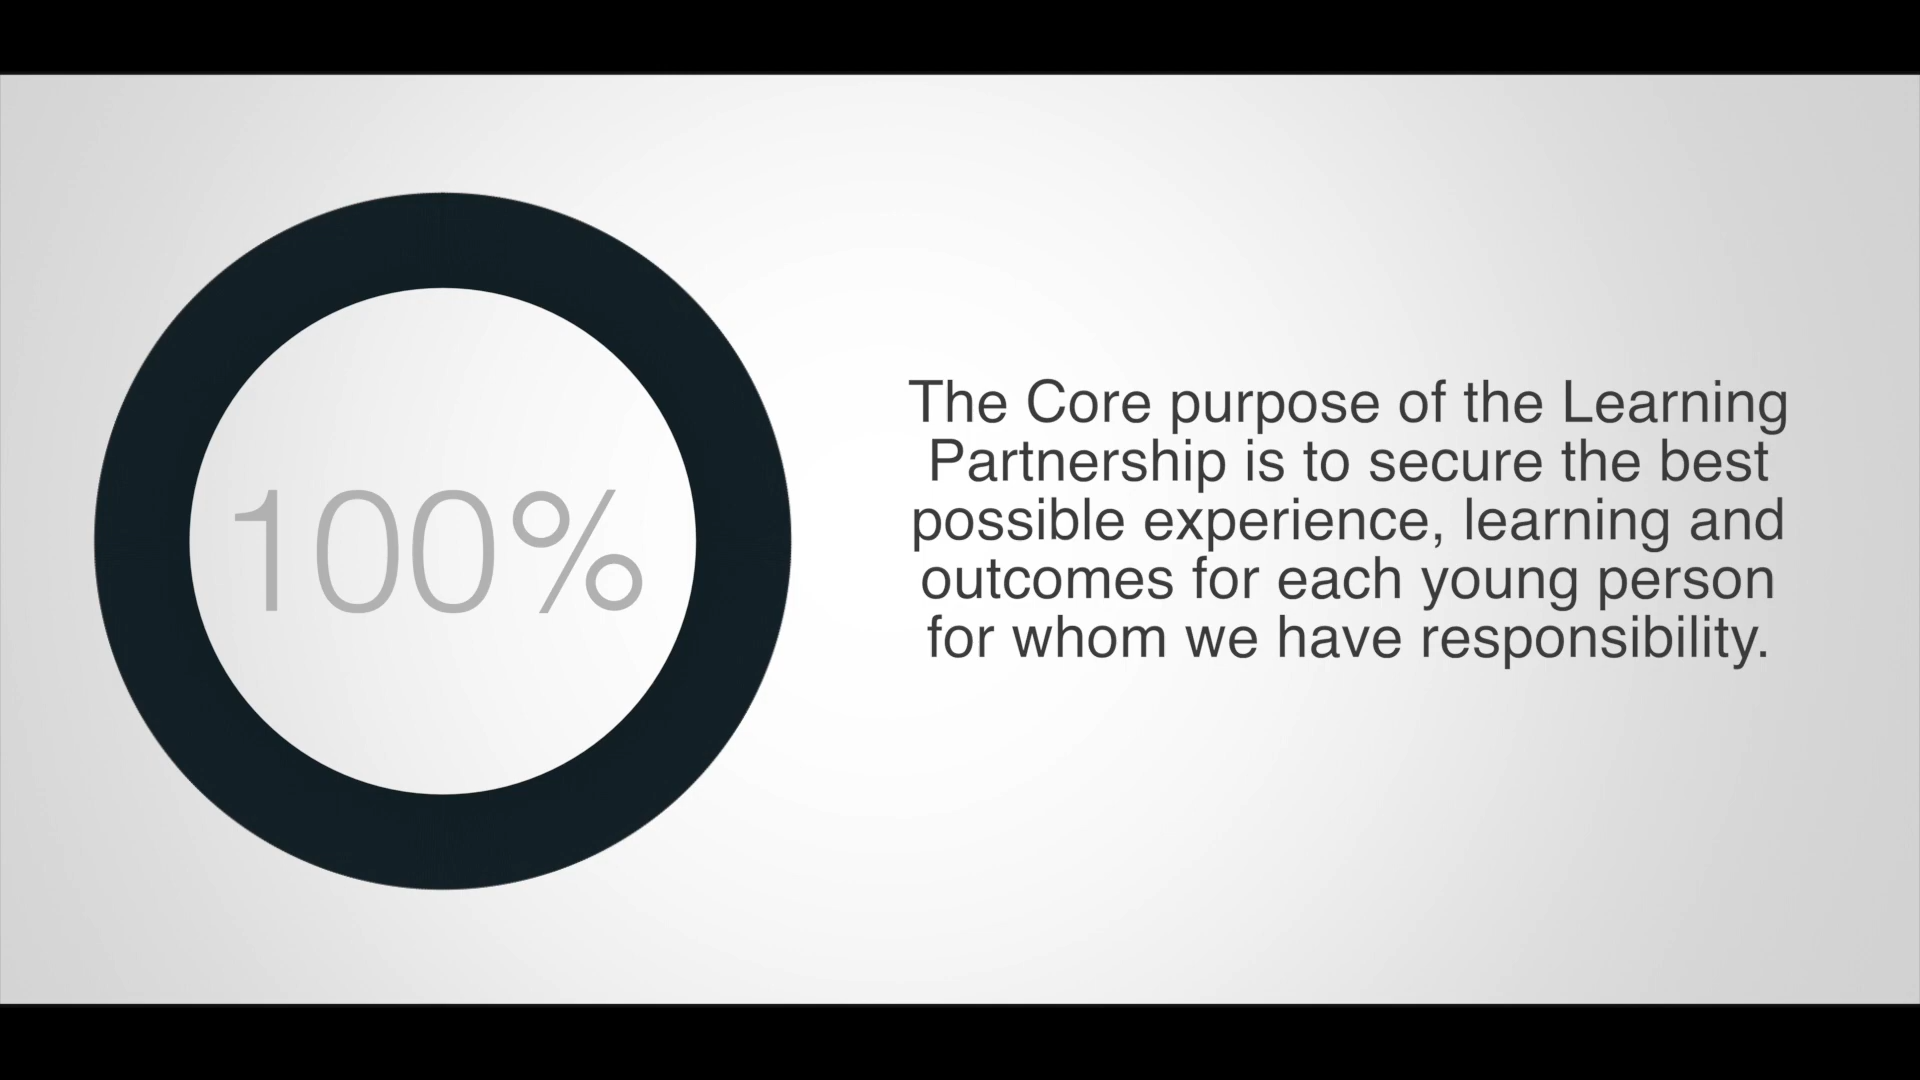 100%
The Core purpose of the Learning
Partnership is to secure the best
possible experience, learning and
outcomes for each young person
for whom we have responsibility.